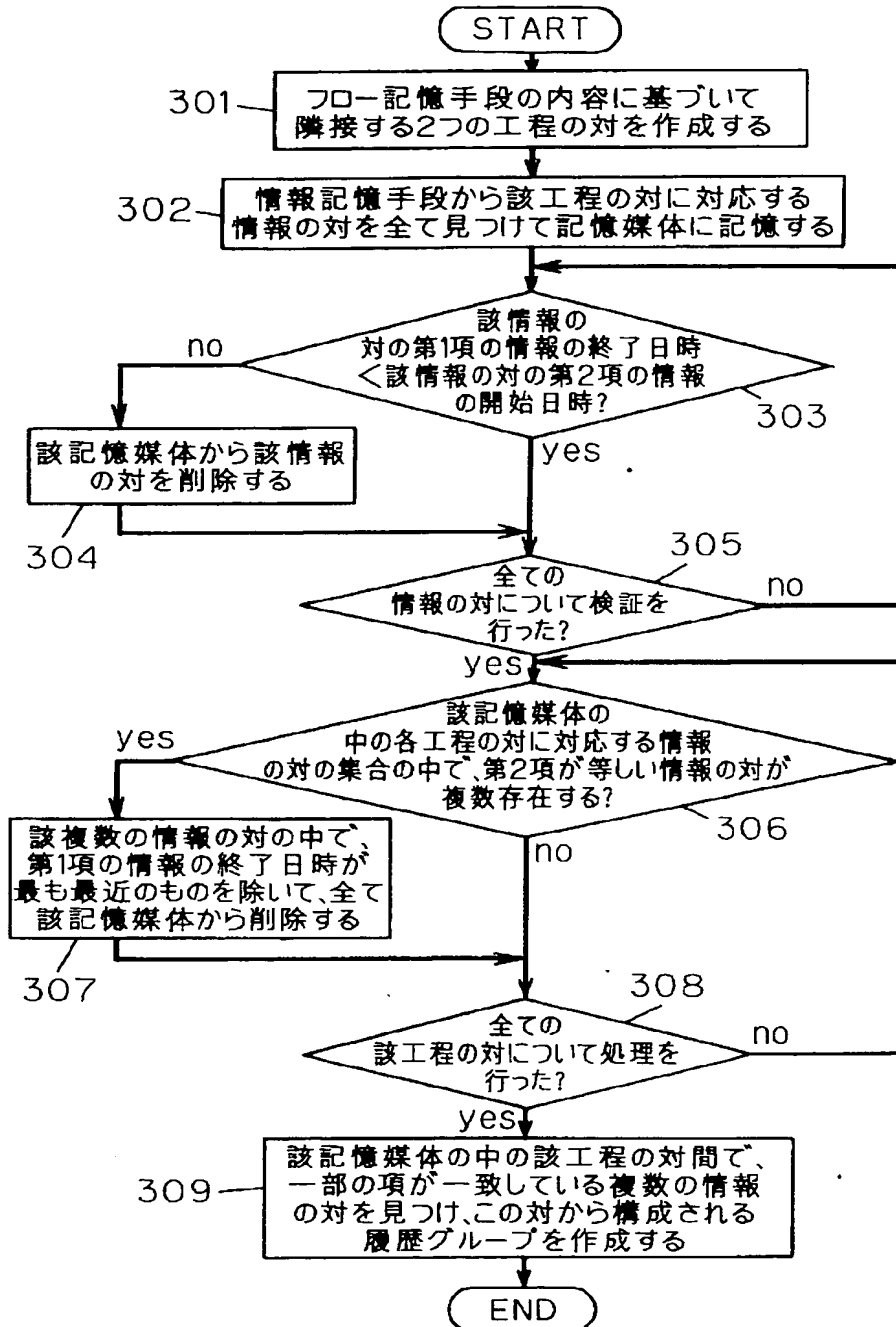 START
301
フロー記憶手段の内容に基づいて
隣接する2つの工程の対を作成する
302
情報記憶手段から該工程の対に対応する
情報の対を全て見つけて記憶媒体に記憶する
該情報の
対の第1項の情報の終了日時
<該情報の対の第2項の情報
の開始日時?
no
303
yes
該記憶媒体から該情報
の対を削除する
304
305
全ての
情報の対について検証を
行った?
no
yes
該記憶媒体の
中の各工程の対に対応する情報
の対の集合の中で、第2項が等しい情報の対が
複数存在する?
yes
306
no
該複数の情報の対の中で、
第1項の情報の終了日時が
最も最近のものを除いて、全て
該記憶媒体から削除する
307
308
全ての
該工程の対について処理を
行った?
no
yes
309
該記憶媒体の中の該工程の対間で、
一部の項が一致している複数の情報
の対を見つけ、この対から構成される
履歴グループを作成する
END